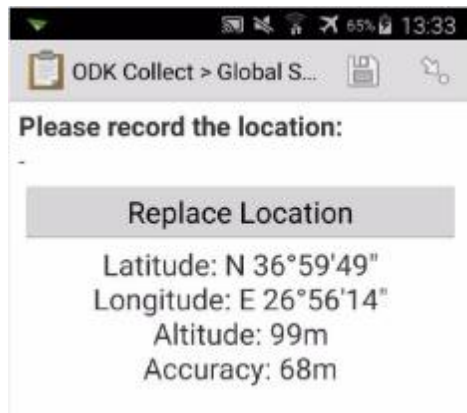 65% 13:33
ODK Collect > Global S...
Please record the location:
-
Replace Location
Latitude: N 36°59'49"
Longitude: E 26°56'14"
Altitude: 99m
Accuracy: 68m